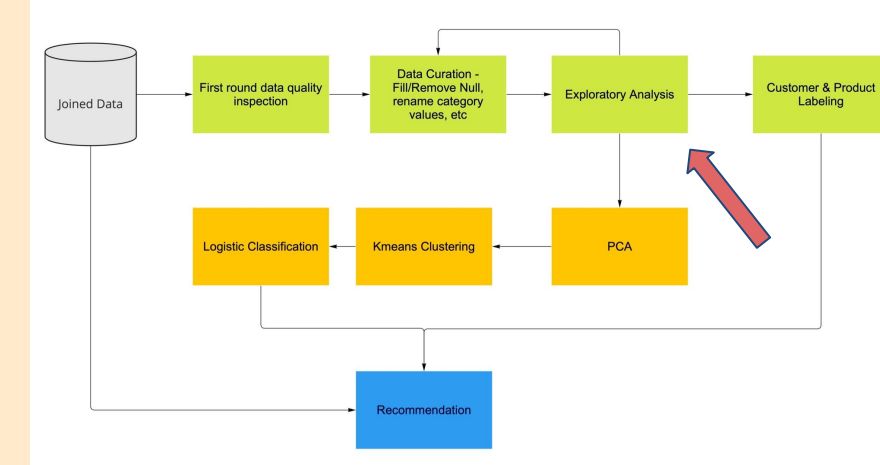 Joined Data
First round data quality
inspection
Data Curation -
Fill/Remove Null,
rename category
values, etc
Exploratory Analysis
Customer & Product
Labeling
Logistic Classification
Kmeans Clustering
PCA
Recommendation